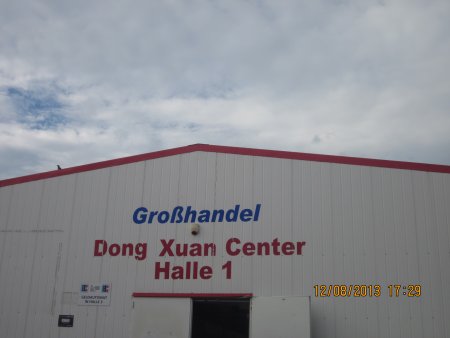 Großhandel
Dong Xuan Center
Halle 1
12/08/2013 17:29